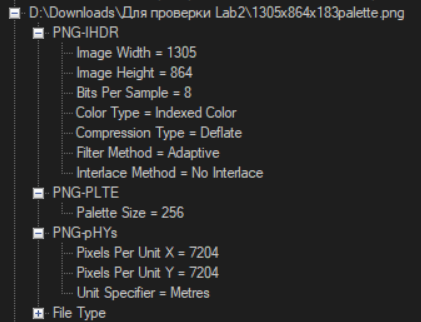 D:\Downloads\Для проверки Lab2\1305x864x183palette.png
PNG-IHDR
Image Width = 1305
Image Height = 864
Bits Per Sample = 8
Color Type = Indexed Color
Compression Type = Deflate
Filter Method = Adaptive
Interlace Method = No Interlace
PNG-PLTE
Palette Size = 256
PNG-pHYs
Pixels Per Unit X = 7204
Pixels Per Unit Y = 7204
Unit Specifier = Metres
File Type